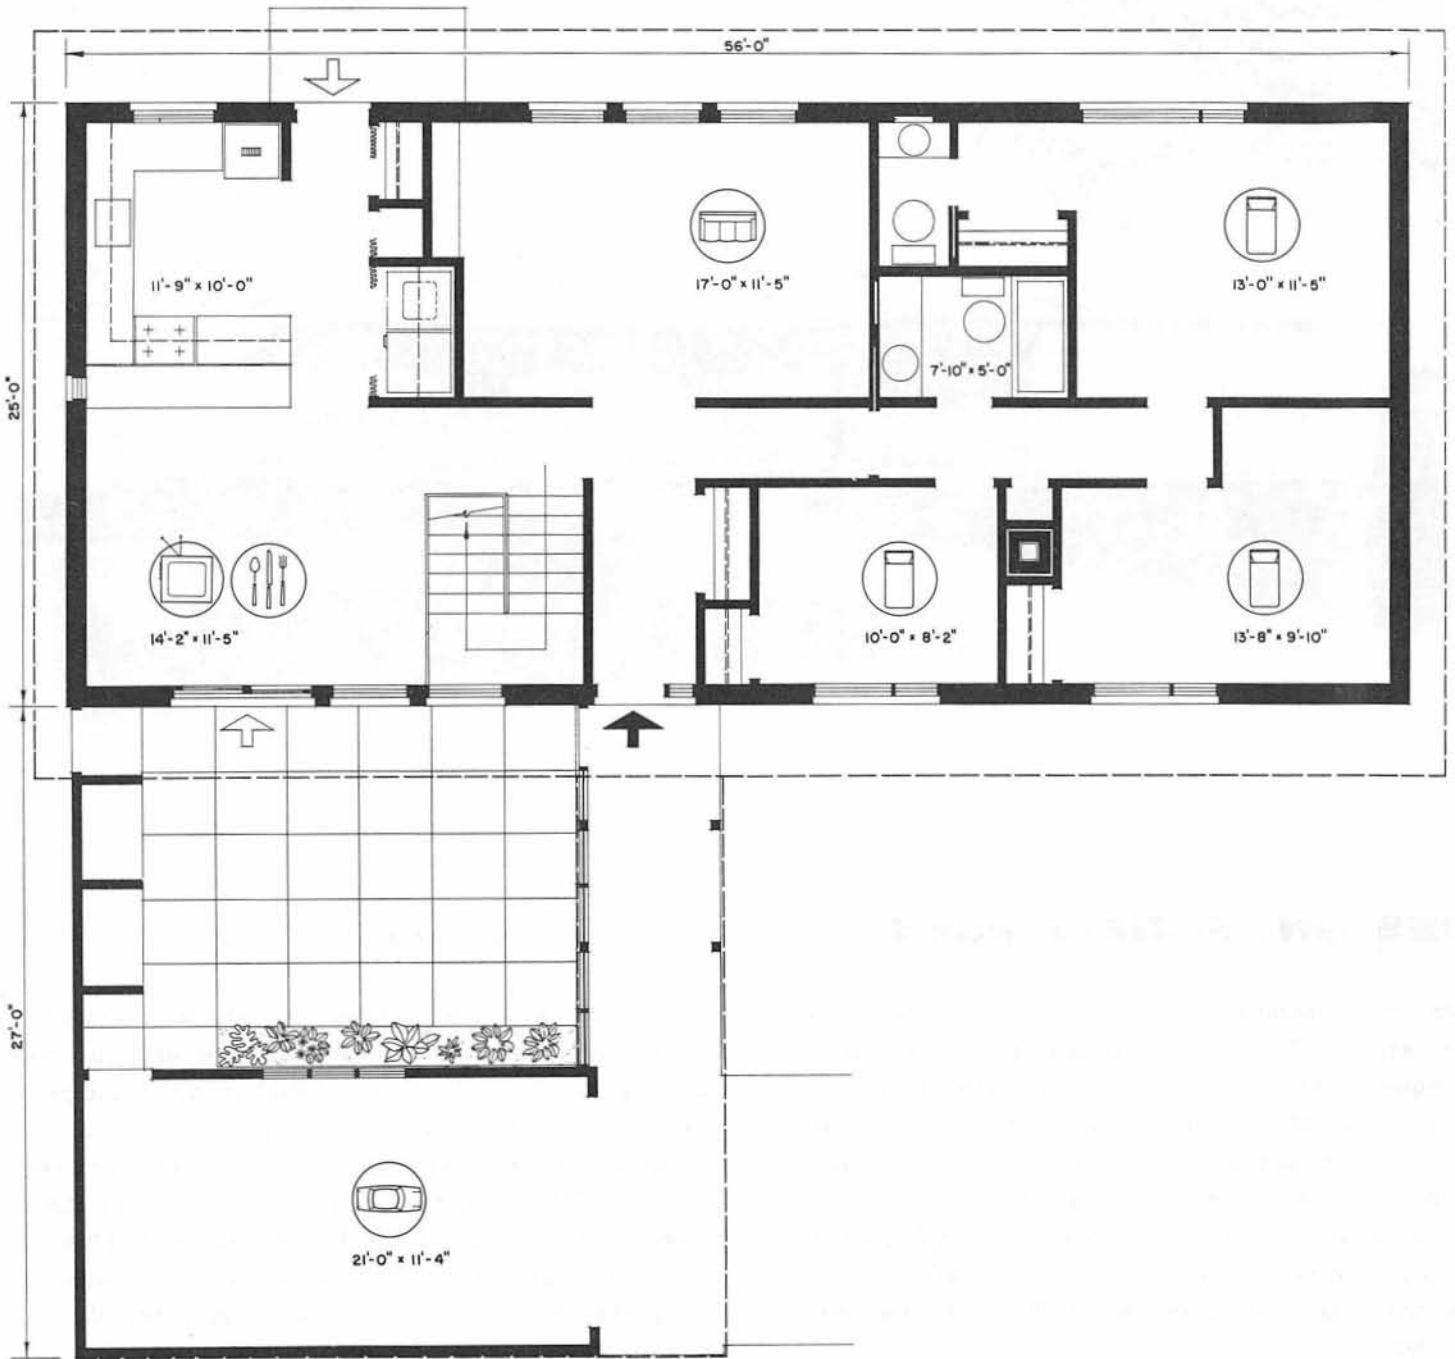 56'-0"
11'-9" x 10'-0"
17'-0" x 11'-5"
13'-0" x 11'-5"
7'-10" x 5'-0"
25'-0"
14'-2" x 11'-5"
10'-0" x 8'-2"
13'-8" x 9'-10"
27'-0"
21'-0" x 11'-4"